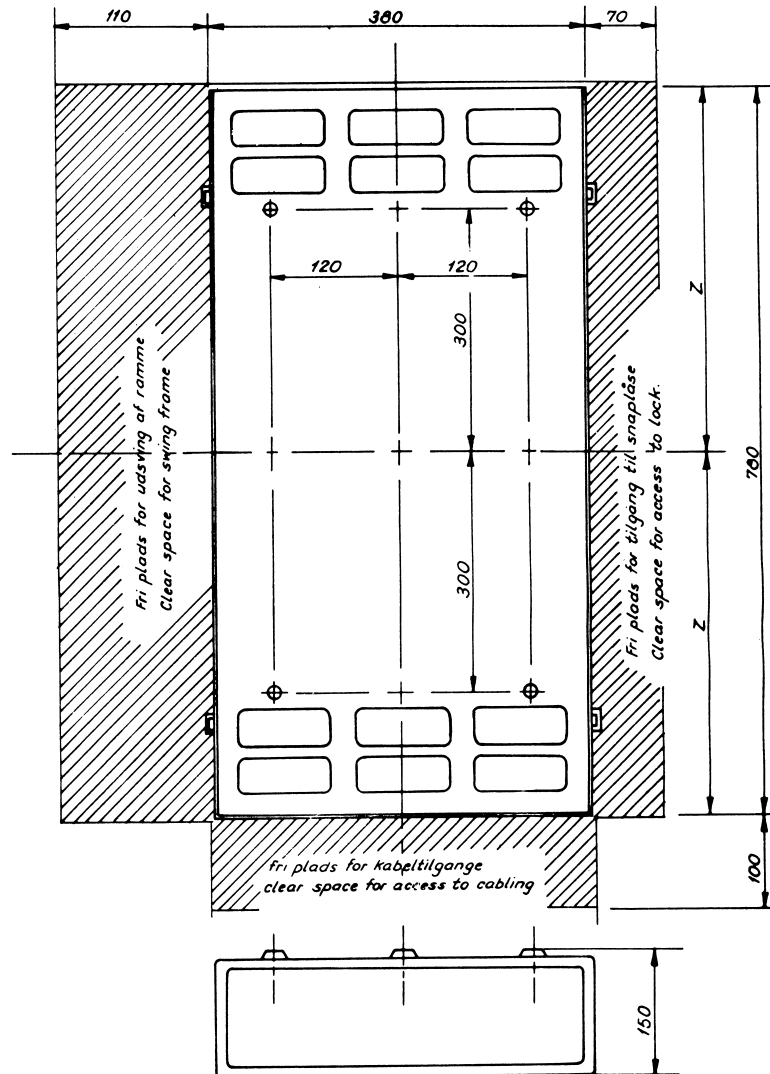 110
380
70
120
120
300
300
Z
Z
780
100
150
Fri plads for udsving af ramme
Clear space for swing frame
Fri plads for tilgang til snaplåse
Clear space for access to lock.
Fri plads for kabeltilgange
clear space for access to cabling